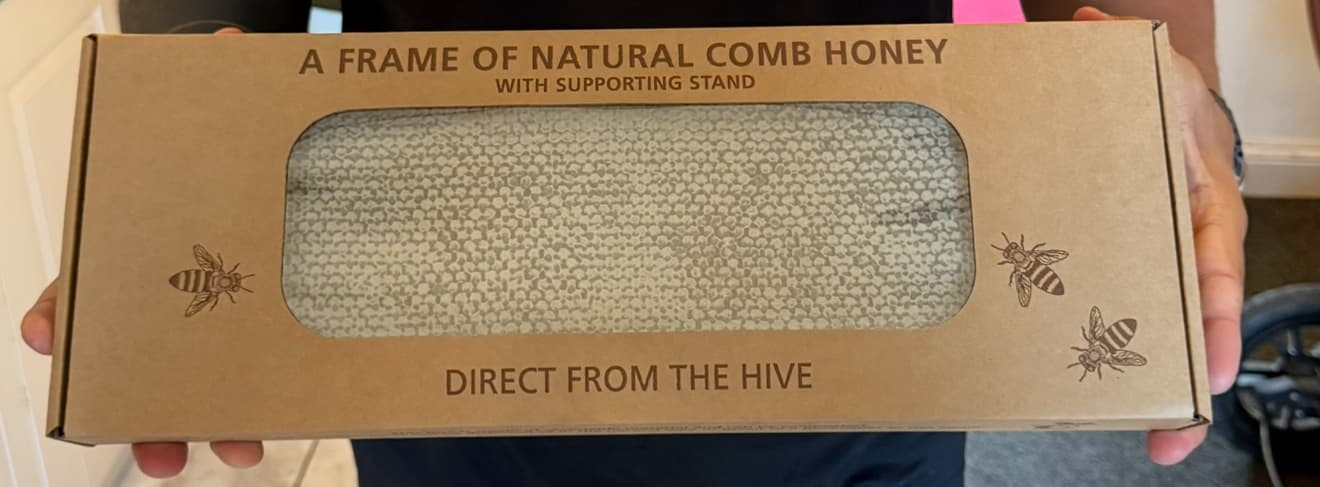 A FRAME OF NATURAL COMB HONEY
WITH SUPPORTING STAND
DIRECT FROM THE HIVE